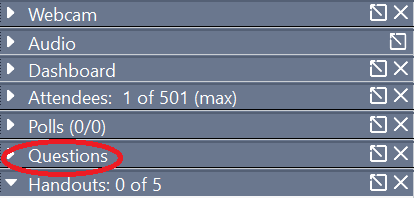 Webcam
Audio
Dashboard
Attendees: 1 of 501 (max)
Polls (0/0)
Questions
Handouts: 0 of 5